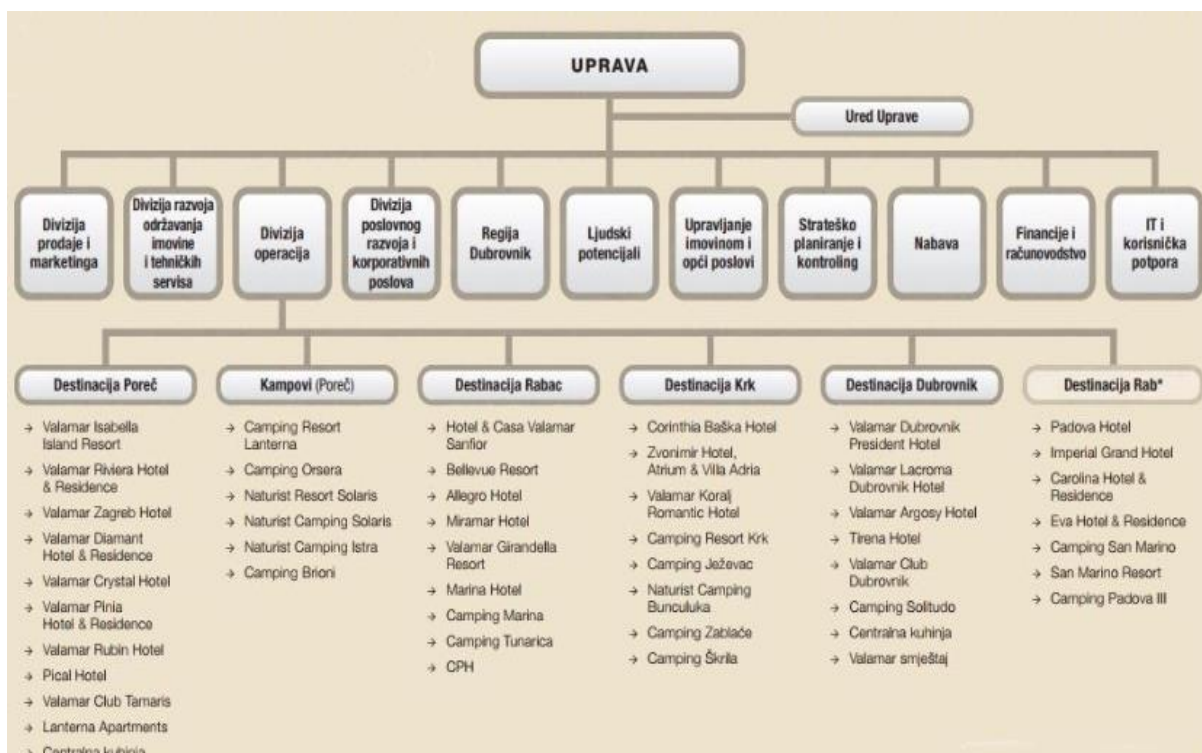 UPRAVA
Ured Uprave
Divizija
prodaje i
marketinga
Divizija razvoja
održavanja
imovine
i tehničkih
servisa
Divizija
operacija
Divizija
poslovnog
razvoja i
korporativnih
poslova
Regija
Dubrovnik
Ljudski
potencijali
Upravljanje
imovinom i
opći poslovi
Strateško
planiranje i
kontroling
Nabava
Financije i
računovodstvo
IT i
korisnička
potpora
Destinacija Poreč
→ Valamar Isabella
Island Resort
→ Valamar Riviera Hotel
& Residence
→ Valamar Zagreb Hotel
→ Valamar Diamant
Hotel & Residence
→ Valamar Crystal Hotel
→ Valamar Pinia
Hotel & Residence
→ Valamar Rubin Hotel
→ Pical Hotel
→ Valamar Club Tamaris
→ Lanterna Apartments
→ Centralna kuhinja
Kampovi (Poreč)
→ Camping Resort
Lanterna
→ Camping Orsera
→ Naturist Resort Solaris
→ Naturist Camping Solaris
→ Naturist Camping Istra
→ Camping Brioni
Destinacija Rabac
→ Hotel & Casa Valamar
Sanfior
→ Bellevue Resort
→ Allegro Hotel
→ Miramar Hotel
→ Valamar Girandella
Resort
→ Marina Hotel
→ Camping Marina
→ Camping Tunarica
→ CPH
Destinacija Krk
→ Corinthia Baška Hotel
→ Zvonimir Hotel,
Atrium & Villa Adria
→ Valamar Koralj
Romantic Hotel
→ Camping Resort Krk
→ Camping Ježevac
→ Naturist Camping
Bunculuka
→ Camping Zablaće
→ Camping Škrila
Destinacija Dubrovnik
→ Valamar Dubrovnik
President Hotel
→ Valamar Lacroma
Dubrovnik Hotel
→ Valamar Argosy Hotel
→ Tirena Hotel
→ Valamar Club
Dubrovnik
→ Camping Solitudo
→ Centralna kuhinja
→ Valamar smještaj
Destinacija Rab*
→ Padova Hotel
→ Imperial Grand Hotel
→ Carolina Hotel &
Residence
→ Eva Hotel & Residence
→ Camping San Marino
→ San Marino Resort
→ Camping Padova III